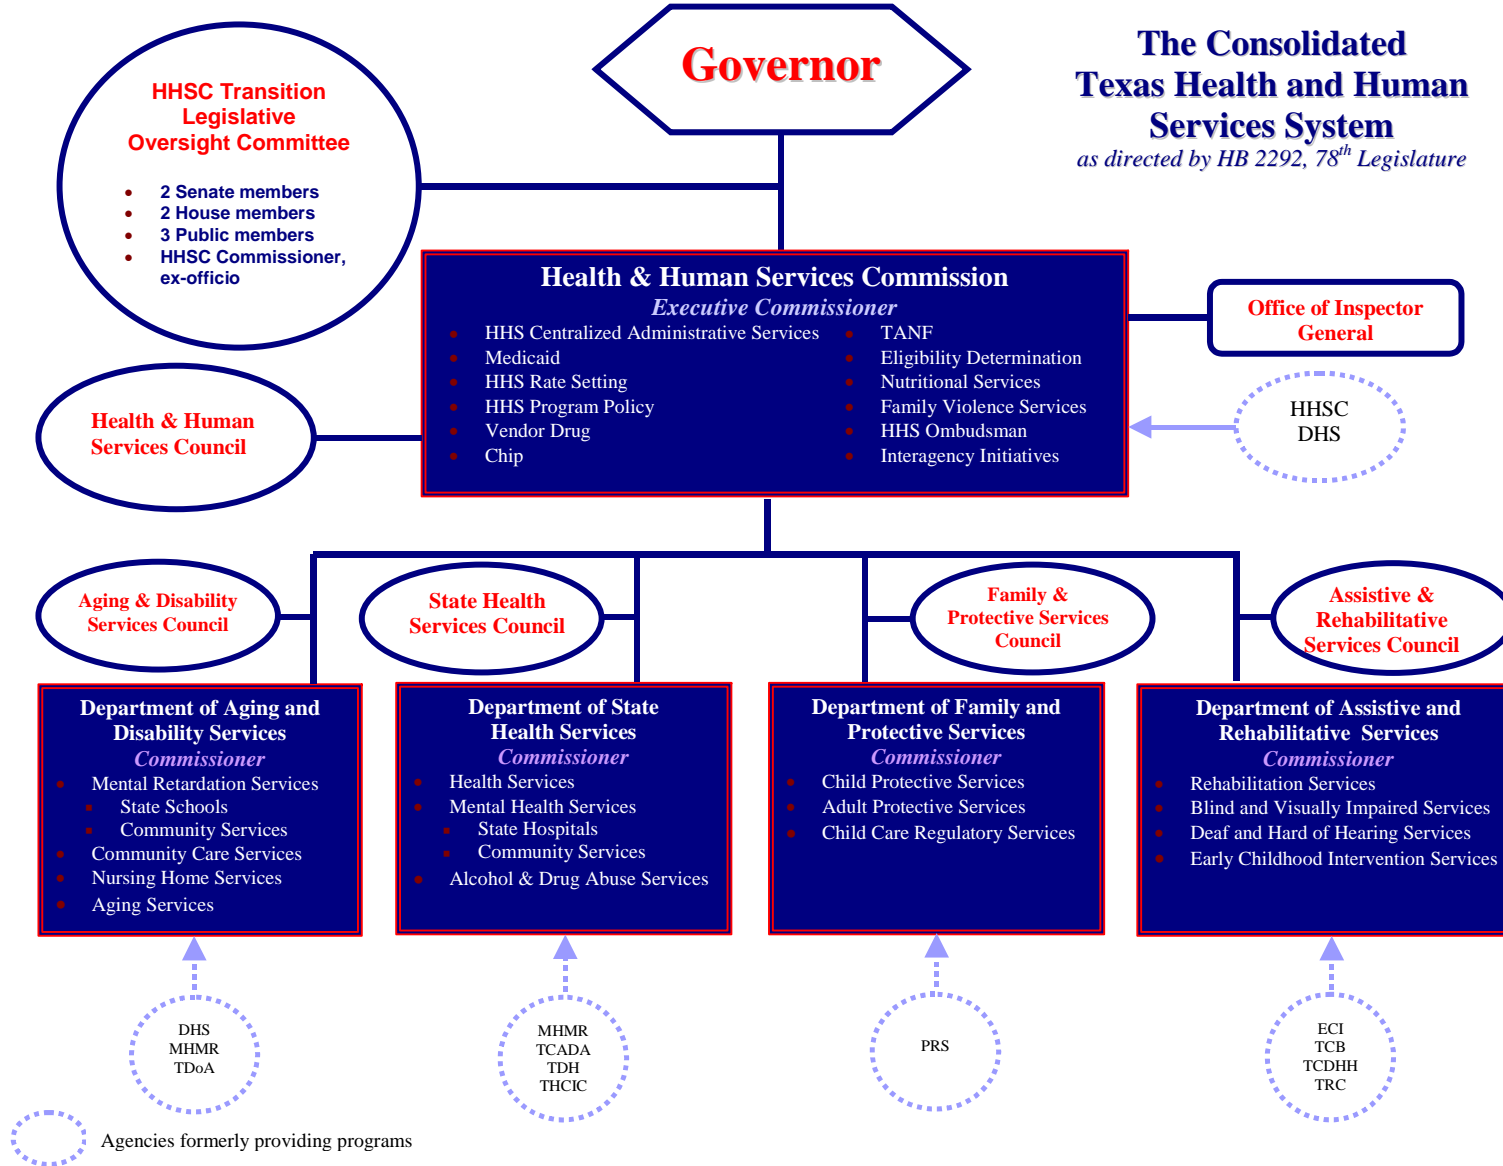 Governor
The Consolidated
Texas Health and Human
Services System
as directed by HB 2292, 78th Legislature
HHSC Transition
Legislative
Oversight Committee
• 2 Senate members
• 2 House members
• 3 Public members
• HHSC Commissioner,
ex-officio
Health & Human Services Commission
Executive Commissioner
• HHS Centralized Administrative Services
• Medicaid
• HHS Rate Setting
• HHS Program Policy
• Vendor Drug
• Chip
• TANF
• Eligibility Determination
• Nutritional Services
• Family Violence Services
• HHS Ombudsman
• Interagency Initiatives
Office of Inspector
General
Health & Human
Services Council
HHSC
DHS
Aging & Disability
Services Council
State Health
Services Council
Family &
Protective Services
Council
Assistive &
Rehabilitative
Services Council
Department of Aging and
Disability Services
Commissioner
• Mental Retardation Services
• State Schools
• Community Services
• Community Care Services
• Nursing Home Services
• Aging Services
Department of State
Health Services
Commissioner
• Health Services
• Mental Health Services
• State Hospitals
• Community Services
• Alcohol & Drug Abuse Services
Department of Family and
Protective Services
Commissioner
• Child Protective Services
• Adult Protective Services
• Child Care Regulatory Services
Department of Assistive and
Rehabilitative Services
Commissioner
• Rehabilitation Services
• Blind and Visually Impaired Services
• Deaf and Hard of Hearing Services
• Early Childhood Intervention Services
DHS
MHMR
TDoA
MHMR
TCADA
TDH
THCIC
PRS
ECI
TCB
TCDHH
TRC
Agencies formerly providing programs